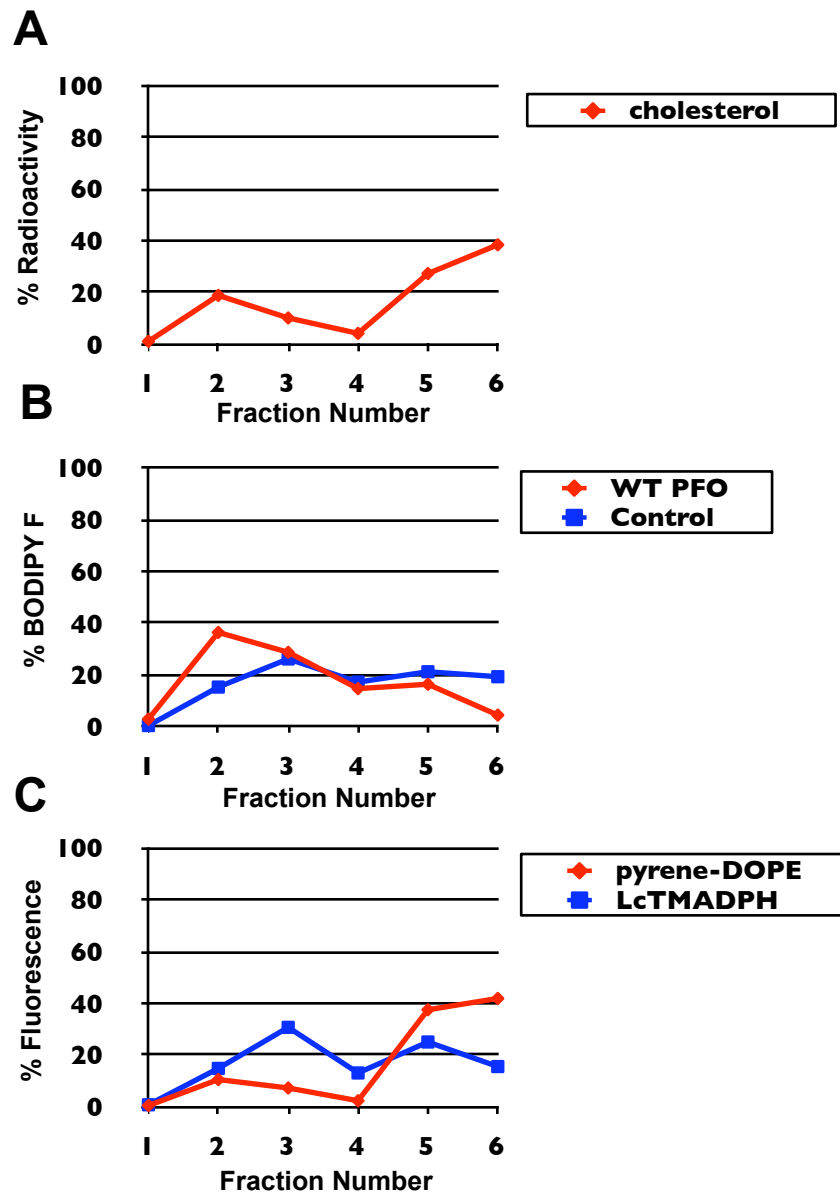 A
% Radioactivity
100
80
60
40
20
0
1 2 3 4 5 6
Fraction Number
cholesterol
B
% BODIPY F
100
80
60
40
20
0
1 2 3 4 5 6
Fraction Number
WT PFO
Control
C
% Fluorescence
100
80
60
40
20
0
1 2 3 4 5 6
Fraction Number
pyrene-DOPE
LcTMADPH